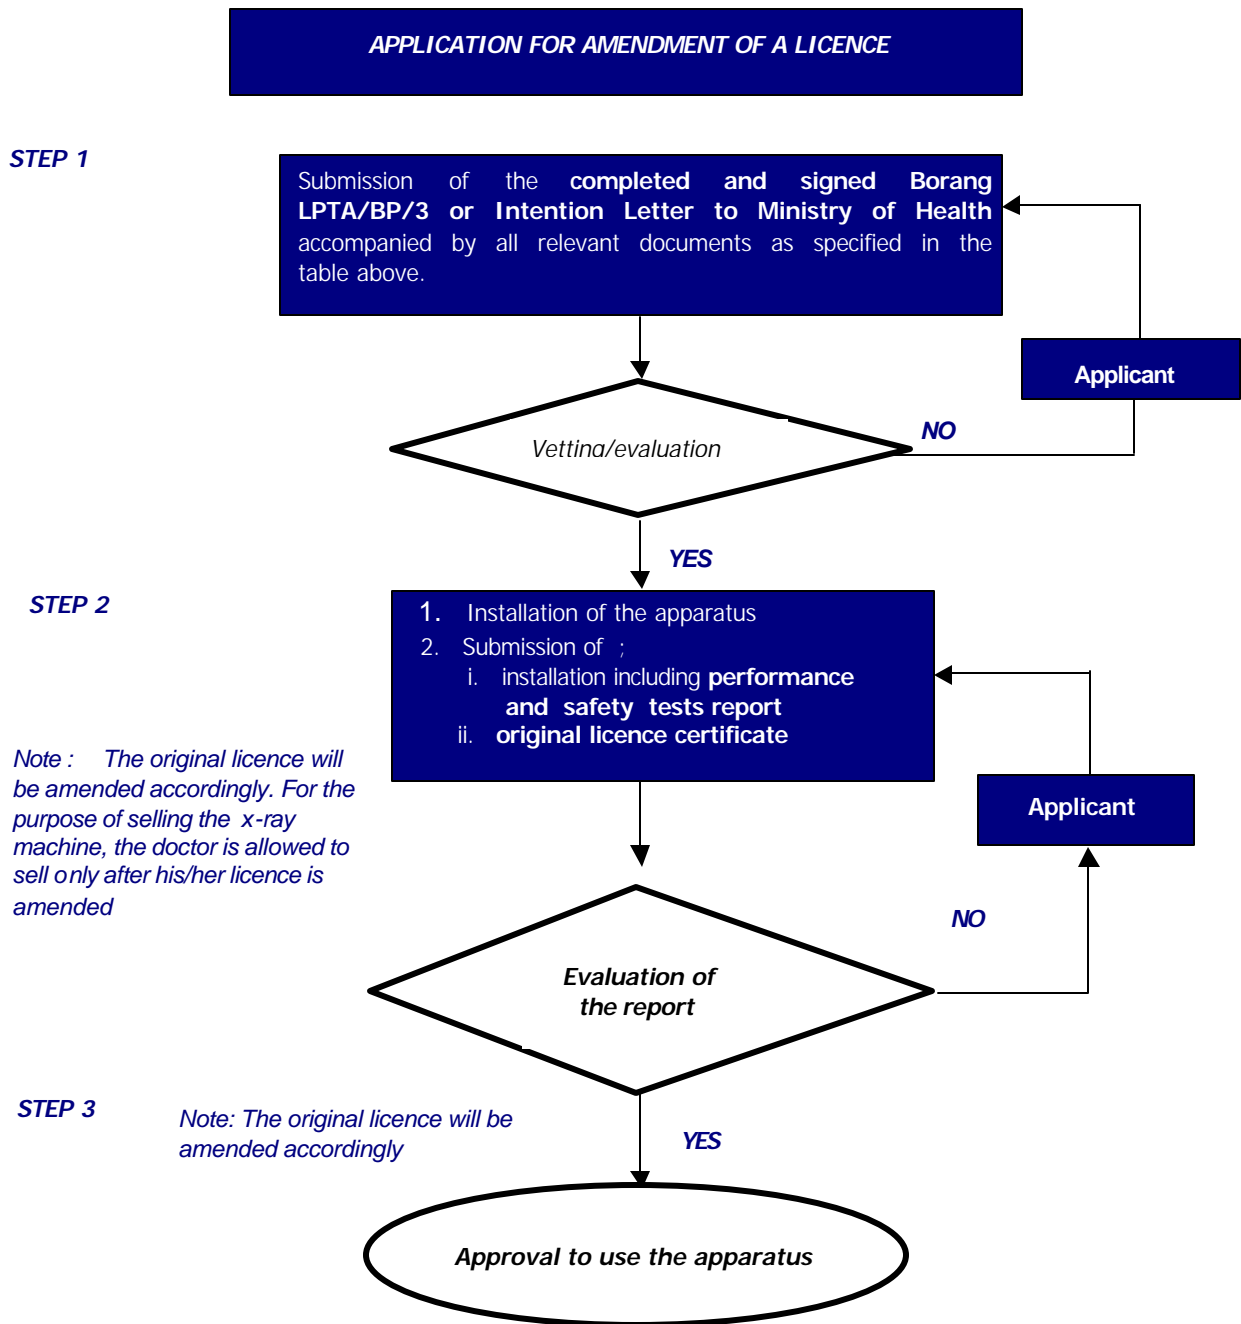 APPLICATION FOR AMENDMENT OF A LICENCE
STEP 1
Submission of the completed and signed Borang
LPTA/BP/3 or Intention Letter to Ministry of Health
accompanied by all relevant documents as specified in the
table above.
Applicant
NO
Vetting/evaluation
YES
STEP 2
1. Installation of the apparatus
2. Submission of ;
i. installation including performance
and safety tests report
ii. original licence certificate
Note : The original licence will
be amended accordingly. For the
purpose of selling the x-ray
machine, the doctor is allowed to
sell only after his/her licence is
amended
Applicant
NO
Evaluation of
the report
STEP 3
Note: The original licence will be
amended accordingly
YES
Approval to use the apparatus